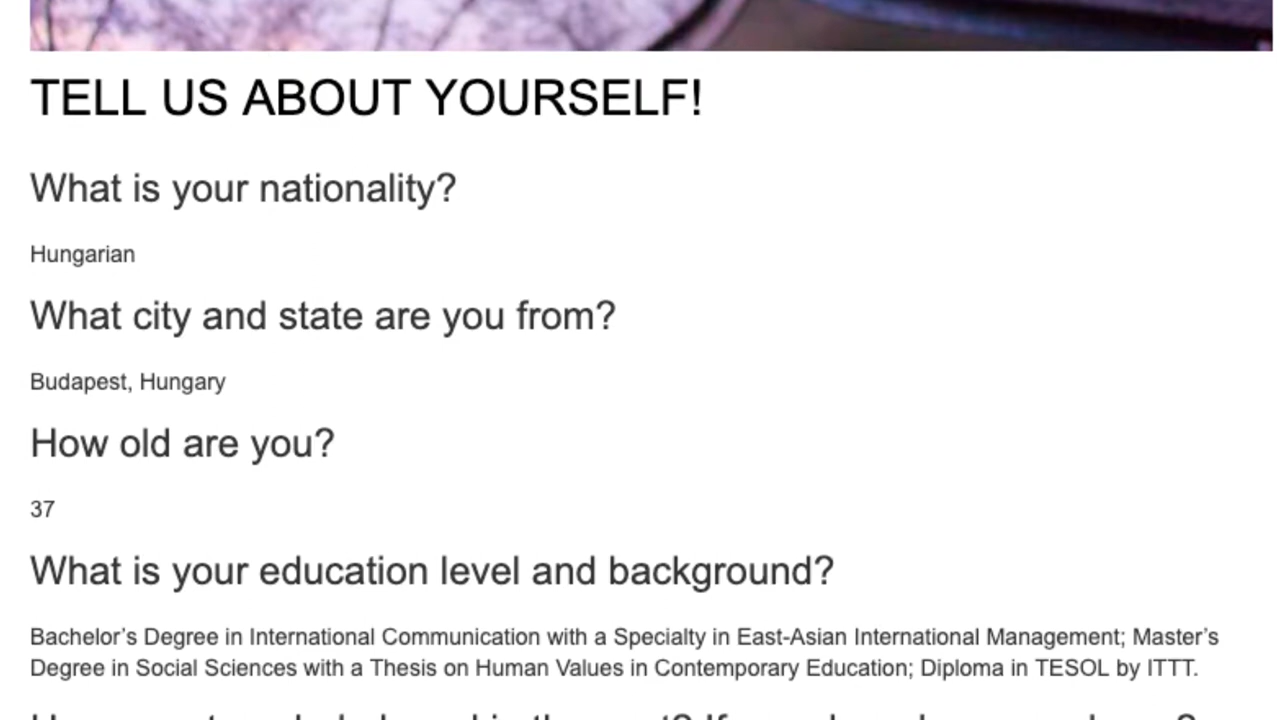 TELL US ABOUT YOURSELF!
What is your nationality?
Hungarian
What city and state are you from?
Budapest, Hungary
How old are you?
37
What is your education level and background?
Bachelor’s Degree in International Communication with a Specialty in East-Asian International Management; Master’s
Degree in Social Sciences with a Thesis on Human Values in Contemporary Education; Diploma in TESOL by ITTT.